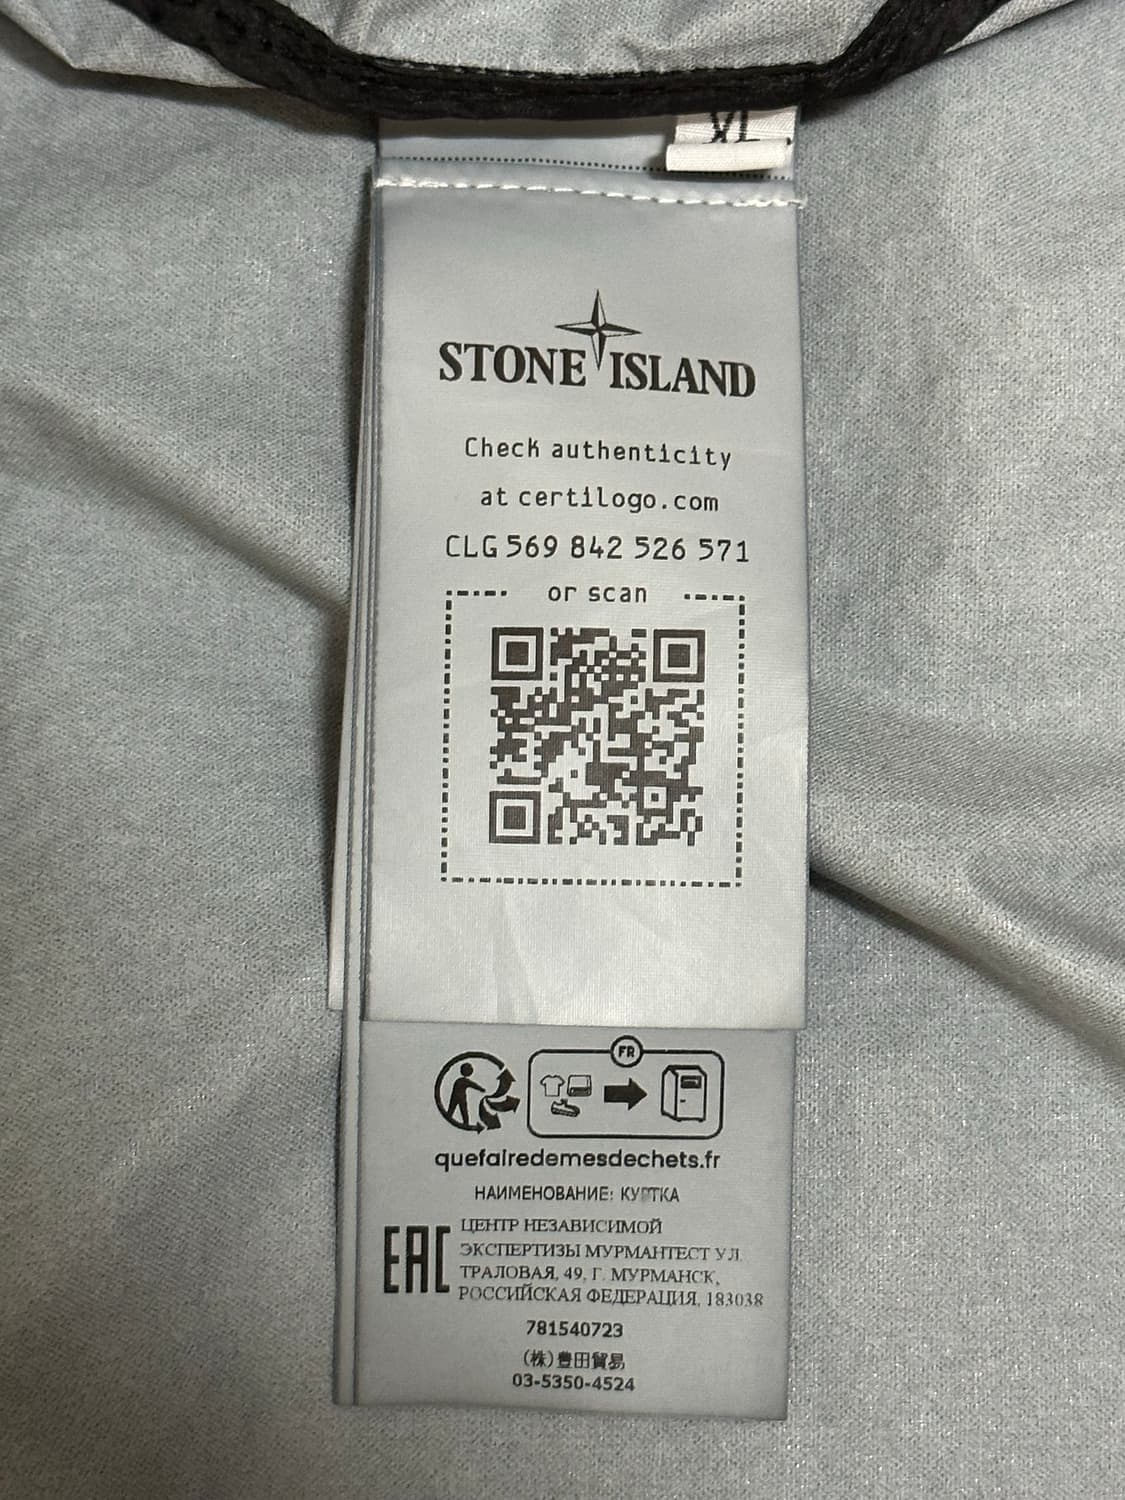 XL
STONE ISLAND
Check authenticity
at certilogo.com
CLG 569 842 526 571
or scan
FR
quefairedemesdechets.fr
НАИМЕНОВАНИЕ: КУРТКА
EAC
ЦЕНТР НЕЗАВИСИМОЙ
ЭКСПЕРТИЗЫ МУРМАНТЕСТ УЛ.
ТРАЛОВАЯ, 49, Г. МУРМАНСК,
РОССИЙСКАЯ ФЕДЕРАЦИЯ, 183038
781540723
(株)豊田貿易
03-5350-4524